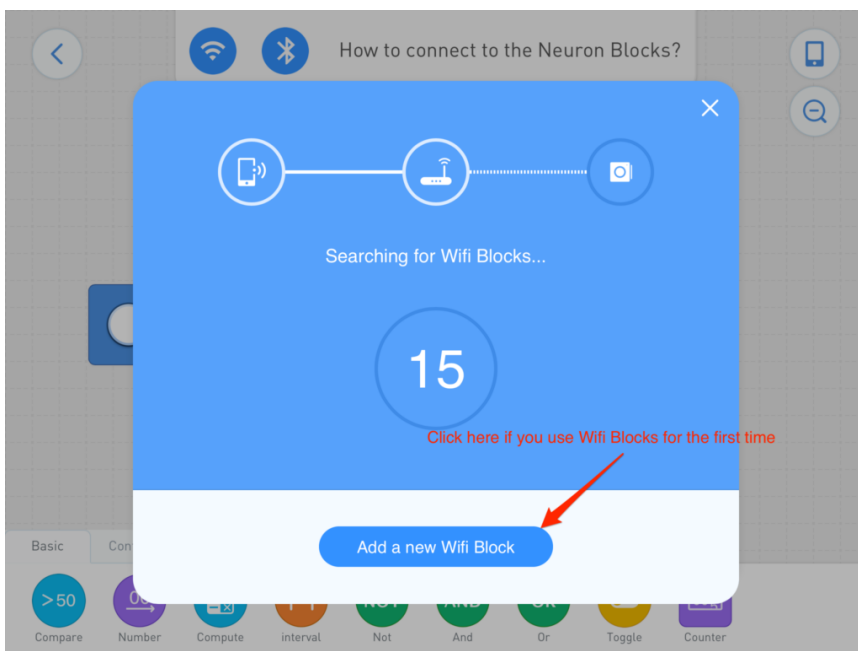 How to connect to the Neuron Blocks?
Searching for Wifi Blocks...
15
Click here if you use Wifi Blocks for the first time
Add a new Wifi Block
Basic
>50
Compare
Number
Compute
interval
Not
And
Or
Toggle
Counter